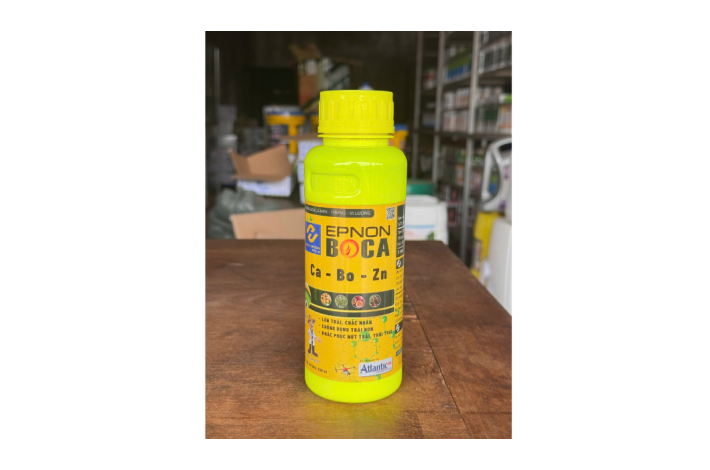 EPNON
BOCA
Ca - Bo - Zn
- LỚN TRÁI, CHẮC NHÂN
- CHỐNG RỤNG TRÁI NON
- KHẮC PHỤC NỨT TRÁI, THỐI TRÁI
Atlantic